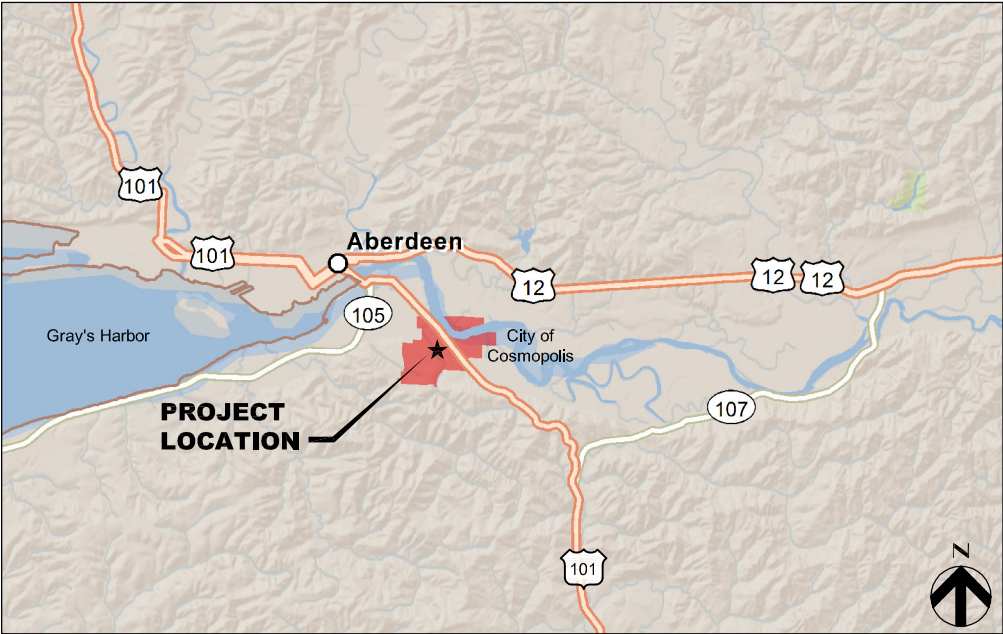 101
101
Aberdeen
12
12
12
105
Gray's Harbor
City of
Cosmopolis
PROJECT
LOCATION
107
101
N